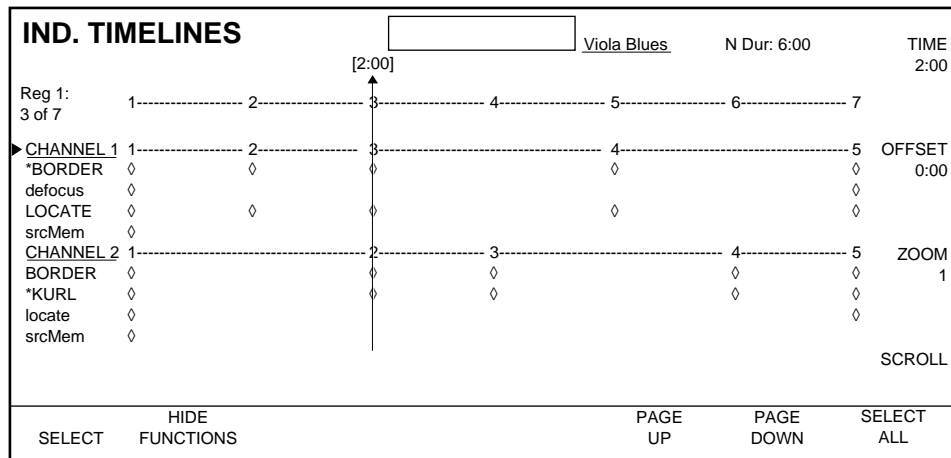 IND. TIMELINES
Viola Blues N Dur: 6:00 TIME
[2:00] 2:00
Reg 1:
3 of 7
1------------------- 2------------------- 3------------------- 4------------------- 5------------------- 6------------------- 7
CHANNEL 1 1------------------- 2------------------- 3---------------------------------------- 4---------------------------------------- 5 OFFSET
*BORDER ◊ ◊ ◊ ◊ ◊ 0:00
defocus ◊ ◊
LOCATE ◊ ◊ ◊ ◊ ◊
srcMem ◊
CHANNEL 2 1---------------------------------------- 2------------------- 3---------------------------------------- 4------------------- 5 ZOOM
BORDER ◊ ◊ ◊ ◊ ◊ 1
*KURL ◊ ◊ ◊ ◊ ◊
locate ◊ ◊
srcMem ◊
SCROLL
SELECT
HIDE
FUNCTIONS
PAGE
UP
PAGE
DOWN
SELECT
ALL